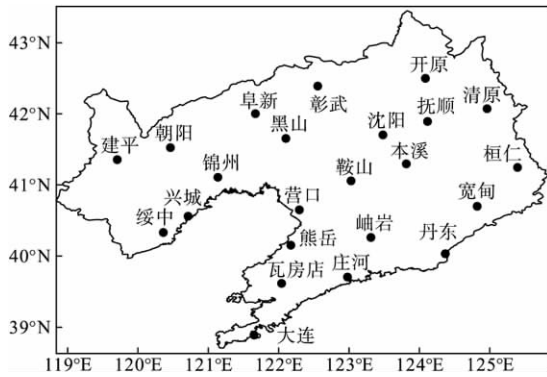 43°N
42°N
41°N
40°N
39°N
开原
彰武
清原
阜新
抚顺
沈阳
黑山
朝阳
本溪
桓仁
建平
锦州
鞍山
宽甸
兴城
营口
岫岩
绥中
丹东
熊岳
庄河
瓦房店
大连
119°E 120°E 121°E 122°E 123°E 124°E 125°E